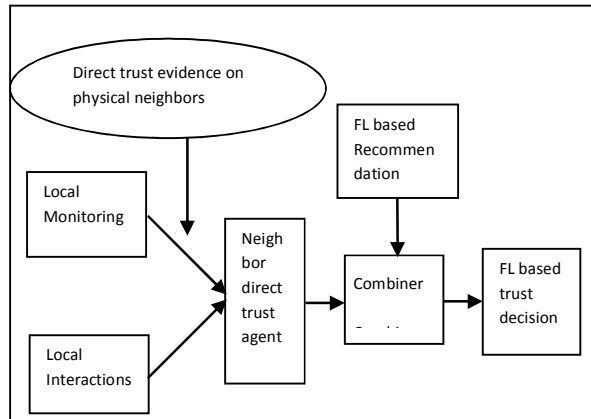 Direct trust evidence on
physical neighbors
FL based
Recommen
dation
Local
Monitoring
Neigh
bor
direct
trust
agent
Combiner
FL based
trust
decision
Local
Interactions